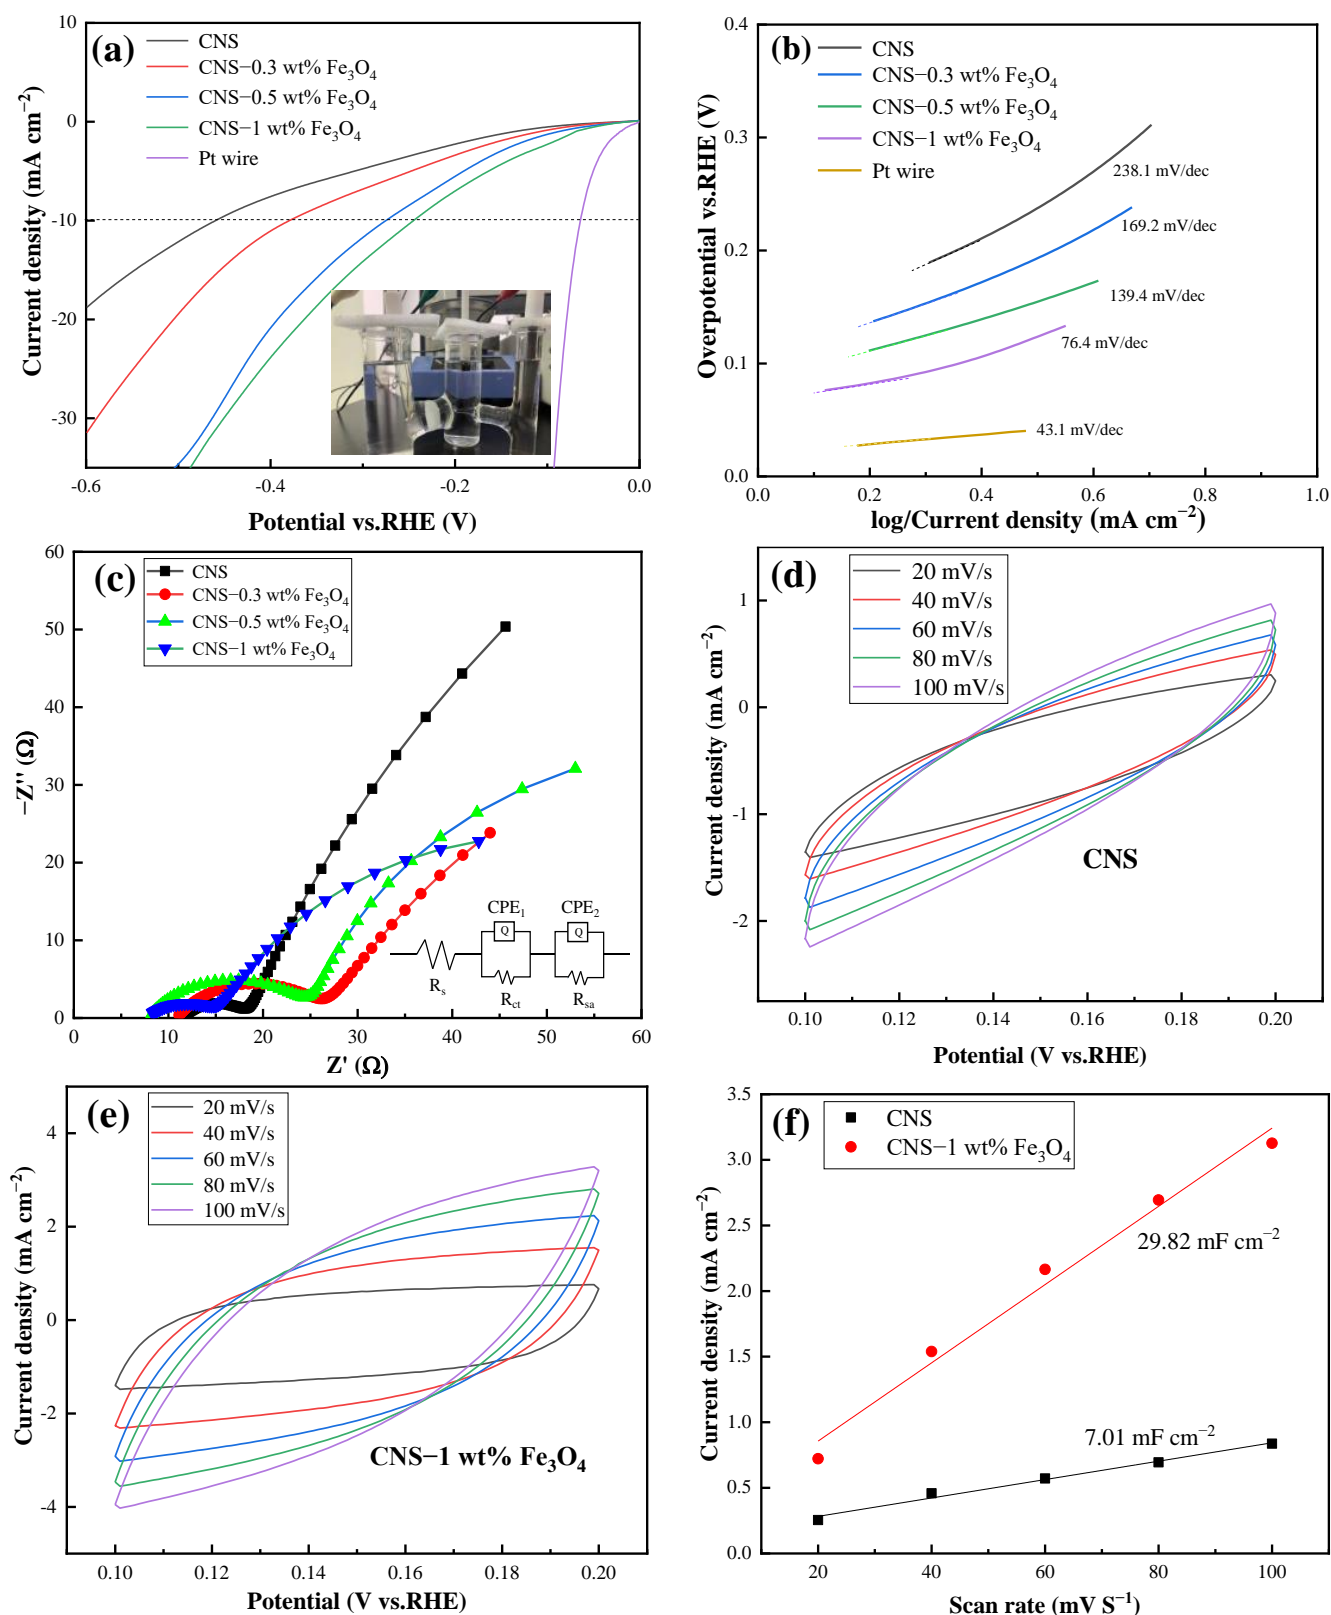 (a)
CNS
CNS−0.3 wt% Fe₃O₄
CNS−0.5 wt% Fe₃O₄
CNS−1 wt% Fe₃O₄
Pt wire
10
0
-10
-20
-30
-0.6
-0.4
-0.2
0.0
Current density (mA cm⁻²)
Potential vs.RHE (V)
(b)
CNS
CNS−0.3 wt% Fe₃O₄
CNS−0.5 wt% Fe₃O₄
CNS−1 wt% Fe₃O₄
Pt wire
238.1 mV/dec
169.2 mV/dec
139.4 mV/dec
76.4 mV/dec
43.1 mV/dec
0.4
0.3
0.2
0.1
0.0
0.0
0.2
0.4
0.6
0.8
1.0
Overpotential vs.RHE (V)
log/Current density (mA cm⁻²)
(c)
CNS
CNS−0.3 wt% Fe₃O₄
CNS−0.5 wt% Fe₃O₄
CNS−1 wt% Fe₃O₄
CPE₁
CPE₂
Q
Q
Rₛ
R_ct
R_sa
60
50
40
30
20
10
0
0
10
20
30
40
50
60
−Z'' (Ω)
Z' (Ω)
(d)
20 mV/s
40 mV/s
60 mV/s
80 mV/s
100 mV/s
CNS
1
0
-1
-2
0.10
0.12
0.14
0.16
0.18
0.20
Current density (mA cm⁻²)
Potential (V vs.RHE)
(e)
20 mV/s
40 mV/s
60 mV/s
80 mV/s
100 mV/s
CNS−1 wt% Fe₃O₄
4
2
0
-2
-4
0.10
0.12
0.14
0.16
0.18
0.20
Current density (mA cm⁻²)
Potential (V vs.RHE)
(f)
CNS
CNS−1 wt% Fe₃O₄
29.82 mF cm⁻²
7.01 mF cm⁻²
3.5
3.0
2.5
2.0
1.5
1.0
0.5
0.0
20
40
60
80
100
Current density (mA cm⁻²)
Scan rate (mV S⁻¹)